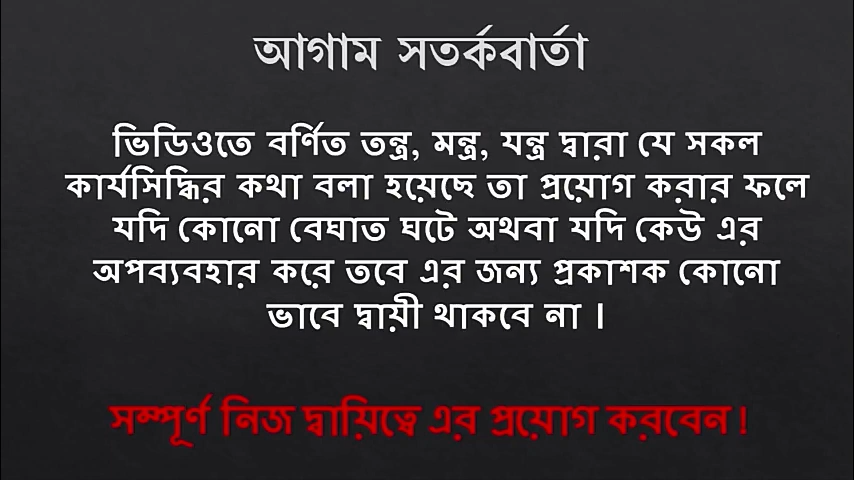 আগাম সতর্কবার্তা
ভিডিওতে বর্ণিত তন্ত্র, মন্ত্র, যন্ত্র দ্বারা যে সকল
কার্যসিদ্ধির কথা বলা হয়েছে তা প্রয়োগ করার ফলে
যদি কোনো বেঘাত ঘটে অথবা যদি কেউ এর
অপব্যবহার করে তবে এর জন্য প্রকাশক কোনো
ভাবে দ্বায়ী থাকবে না ।
সম্পূর্ণ নিজ দ্বায়িত্বে এর প্রয়োগ করবেন !